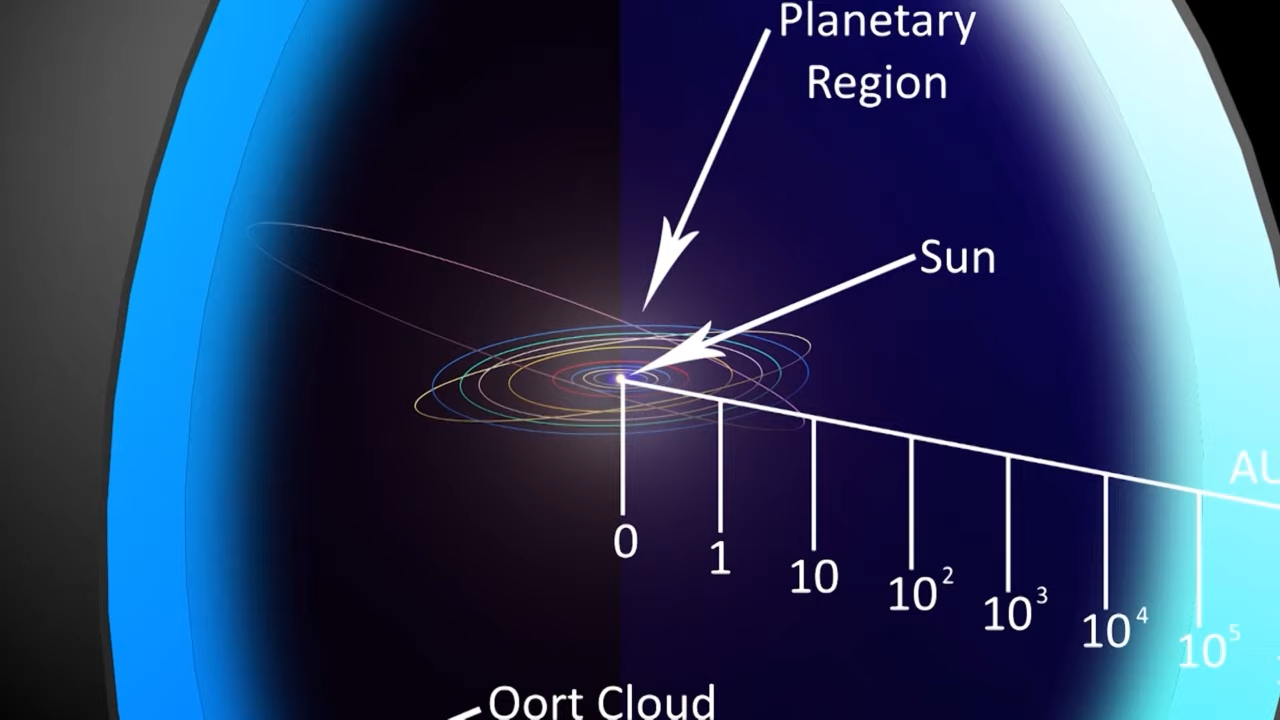 Planetary
Region
Sun
AU
0
1
10
10²
10³
10⁴
10⁵
Oort Cloud